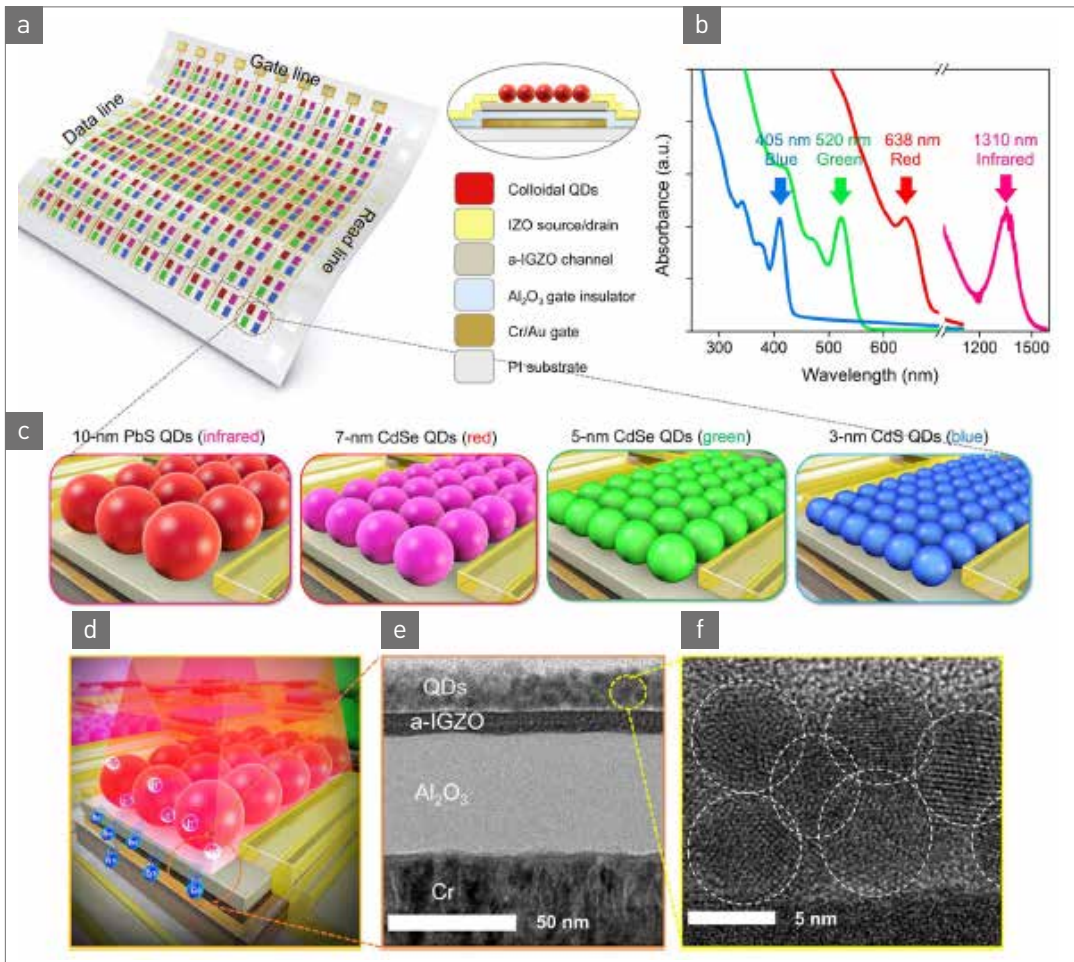 a
Gate line
Data line
Read line
Colloidal QDs
IZO source/drain
a-IGZO channel
Al₂O₃ gate insulator
Cr/Au gate
PI substrate
b
Absorbance (a.u.)
405 nm
Blue
520 nm
Green
638 nm
Red
1310 nm
Infrared
300 400 500 600 1200 1500
Wavelength (nm)
c
10-nm PbS QDs (infrared)
7-nm CdSe QDs (red)
5-nm CdSe QDs (green)
3-nm CdS QDs (blue)
d
e
QDs
a-IGZO
Al₂O₃
Cr
50 nm
f
5 nm